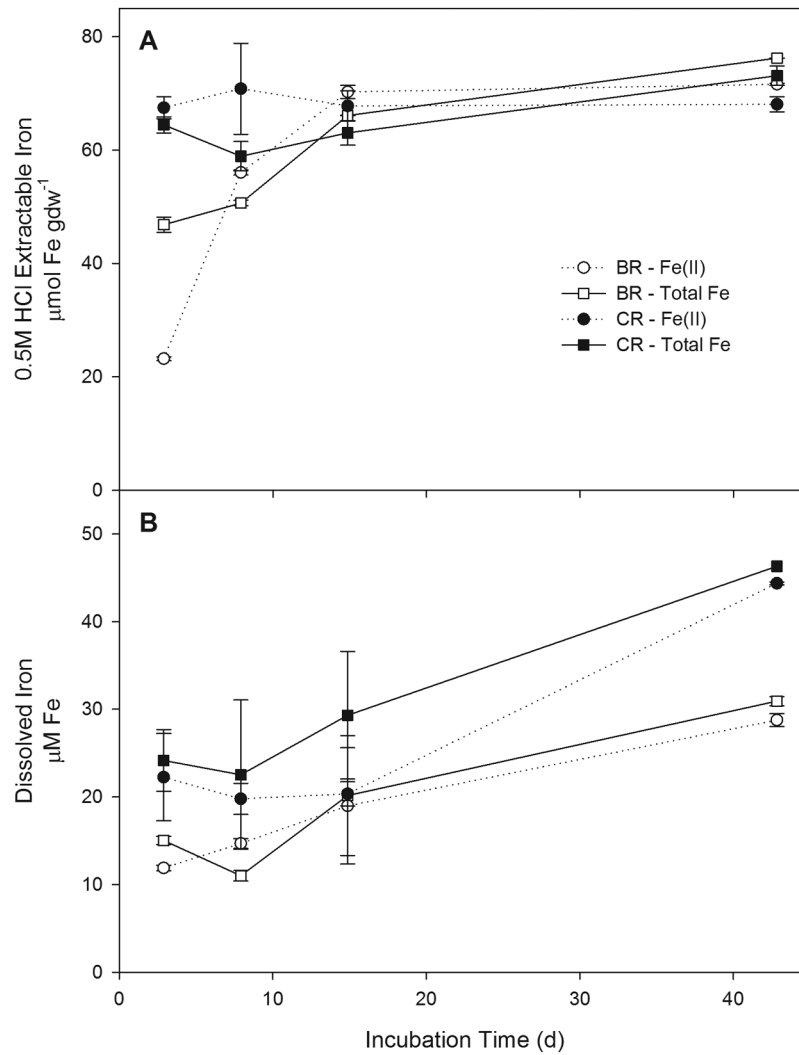 A
80
60
40
20
0
0.5M HCl Extractable Iron
µmol Fe gdw-1
BR - Fe(II)
BR - Total Fe
CR - Fe(II)
CR - Total Fe
B
50
40
30
20
10
0
Dissolved Iron
µM Fe
0 10 20 30 40
Incubation Time (d)